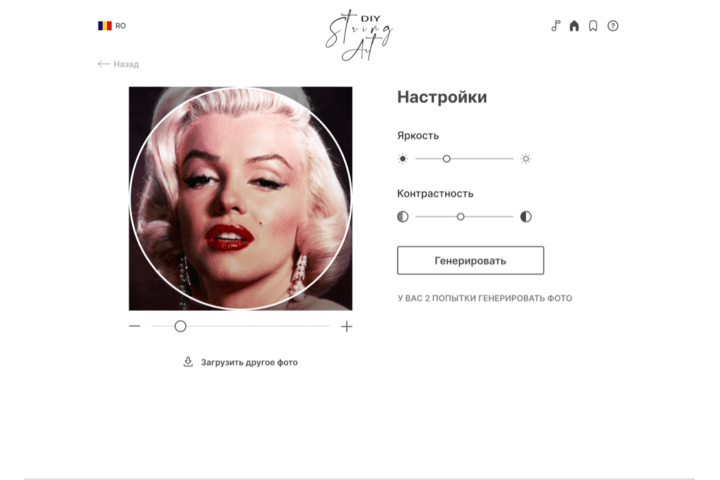 RO
DIY
String
Art
Назад
Настройки
Яркость
Контрастность
Генерировать
У ВАС 2 ПОПЫТКИ ГЕНЕРИРОВАТЬ ФОТО
Загрузить другое фото